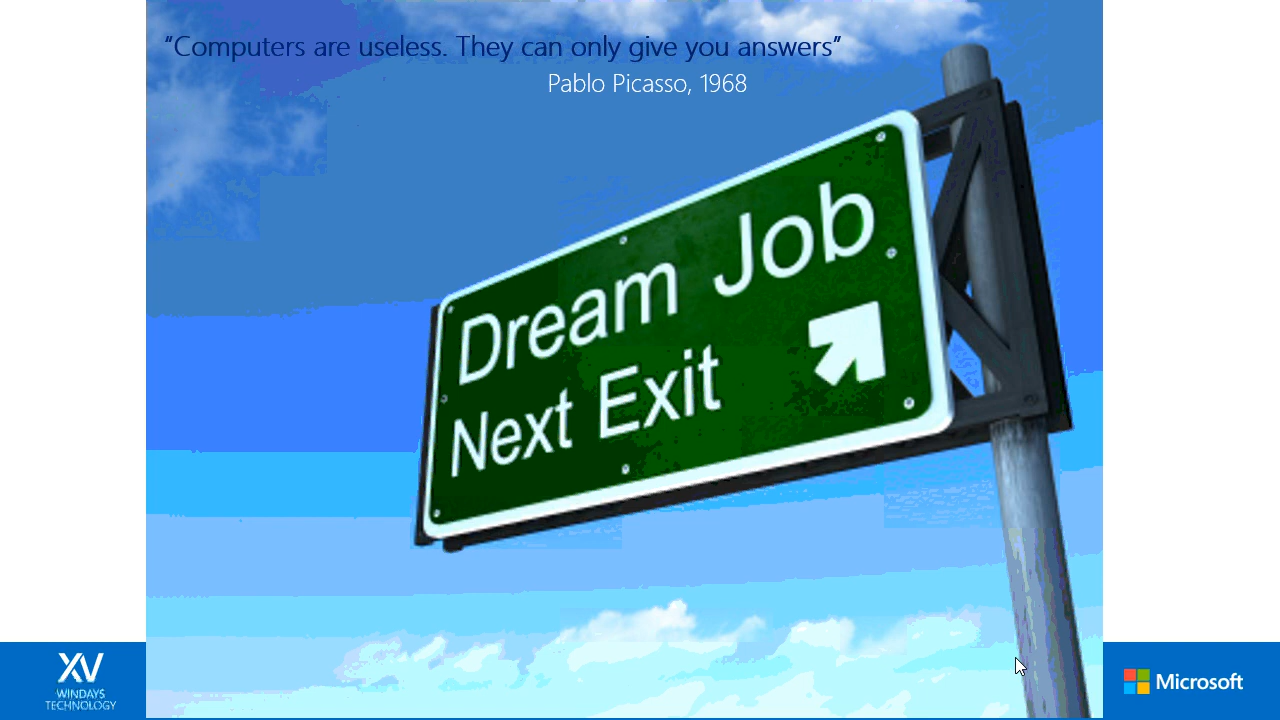 “Computers are useless. They can only give you answers”
Pablo Picasso, 1968
Dream Job
Next Exit
XV
WINDAYS
TECHNOLOGY
Microsoft